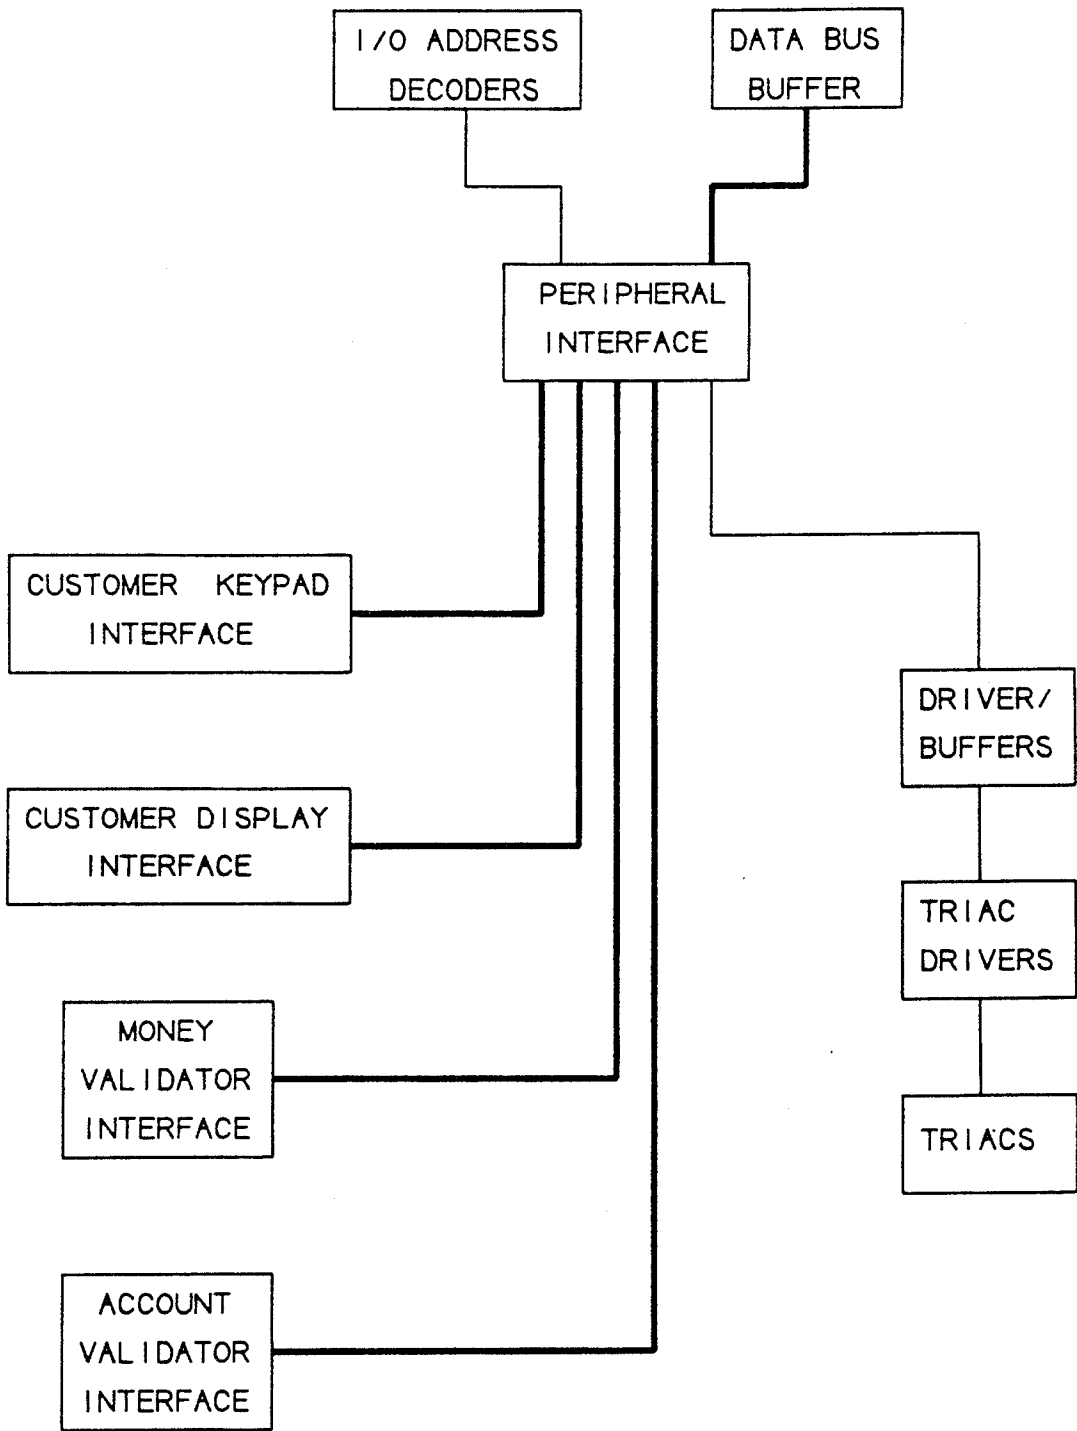 I/O ADDRESS
DECODERS
DATA BUS
BUFFER
PERIPHERAL
INTERFACE
CUSTOMER KEYPAD
INTERFACE
DRIVER/
BUFFERS
CUSTOMER DISPLAY
INTERFACE
TRIAC
DRIVERS
MONEY
VALIDATOR
INTERFACE
TRIACS
ACCOUNT
VALIDATOR
INTERFACE